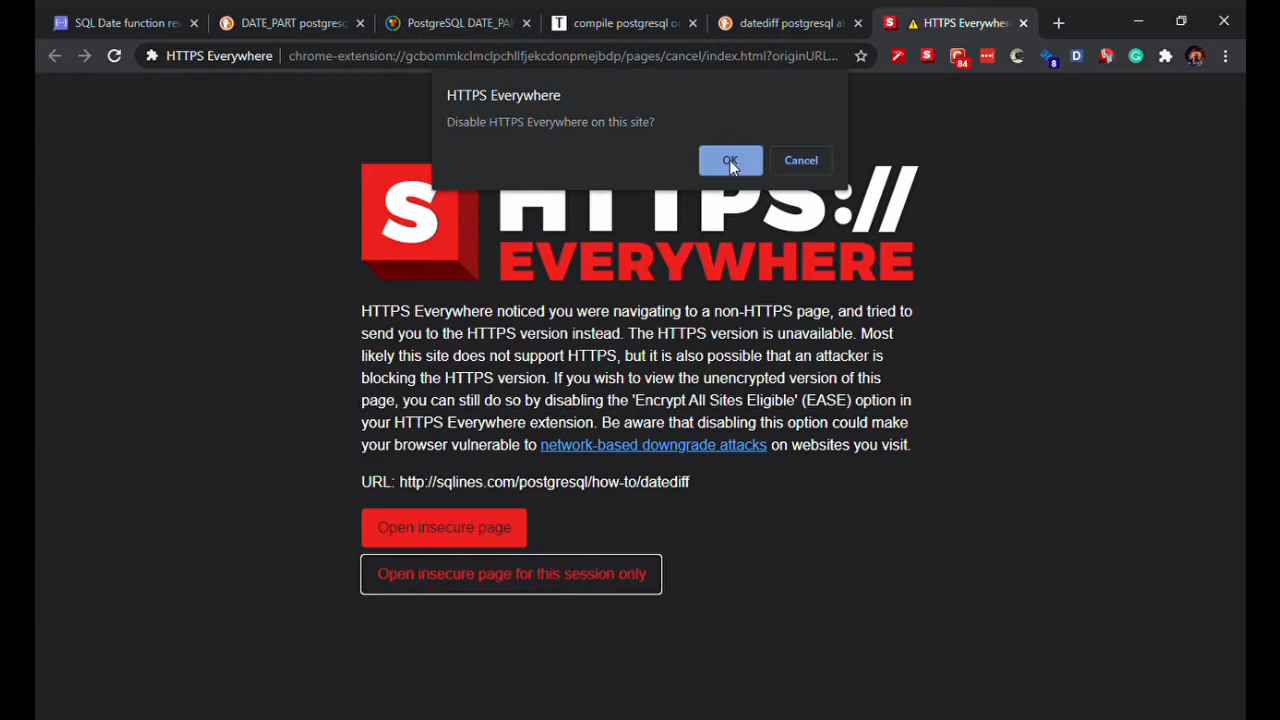 SQL Date function re
DATE_PART postgres
PostgreSQL DATE_PA
compile postgresql o
datediff postgresql a
HTTPS Everywher
HTTPS Everywhere
chrome-extension://gcbommkclmclpchllfjekcdonpmejbdp/pages/cancel/index.html?originURL...
84
8
D
HTTPS Everywhere
Disable HTTPS Everywhere on this site?
OK
Cancel
S
HTTPS://
EVERYWHERE
HTTPS Everywhere noticed you were navigating to a non-HTTPS page, and tried to
send you to the HTTPS version instead. The HTTPS version is unavailable. Most
likely this site does not support HTTPS, but it is also possible that an attacker is
blocking the HTTPS version. If you wish to view the unencrypted version of this
page, you can still do so by disabling the 'Encrypt All Sites Eligible' (EASE) option in
your HTTPS Everywhere extension. Be aware that disabling this option could make
your browser vulnerable to network-based downgrade attacks on websites you visit.
URL: http://sqlines.com/postgresql/how-to/datediff
Open insecure page
Open insecure page for this session only